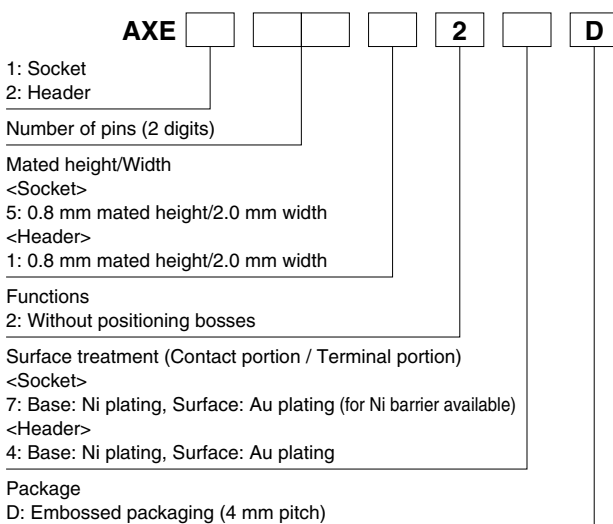 AXE 2 D
1: Socket
2: Header
Number of pins (2 digits)
Mated height/Width
<Socket>
5: 0.8 mm mated height/2.0 mm width
<Header>
1: 0.8 mm mated height/2.0 mm width
Functions
2: Without positioning bosses
Surface treatment (Contact portion / Terminal portion)
<Socket>
7: Base: Ni plating, Surface: Au plating (for Ni barrier available)
<Header>
4: Base: Ni plating, Surface: Au plating
Package
D: Embossed packaging (4 mm pitch)